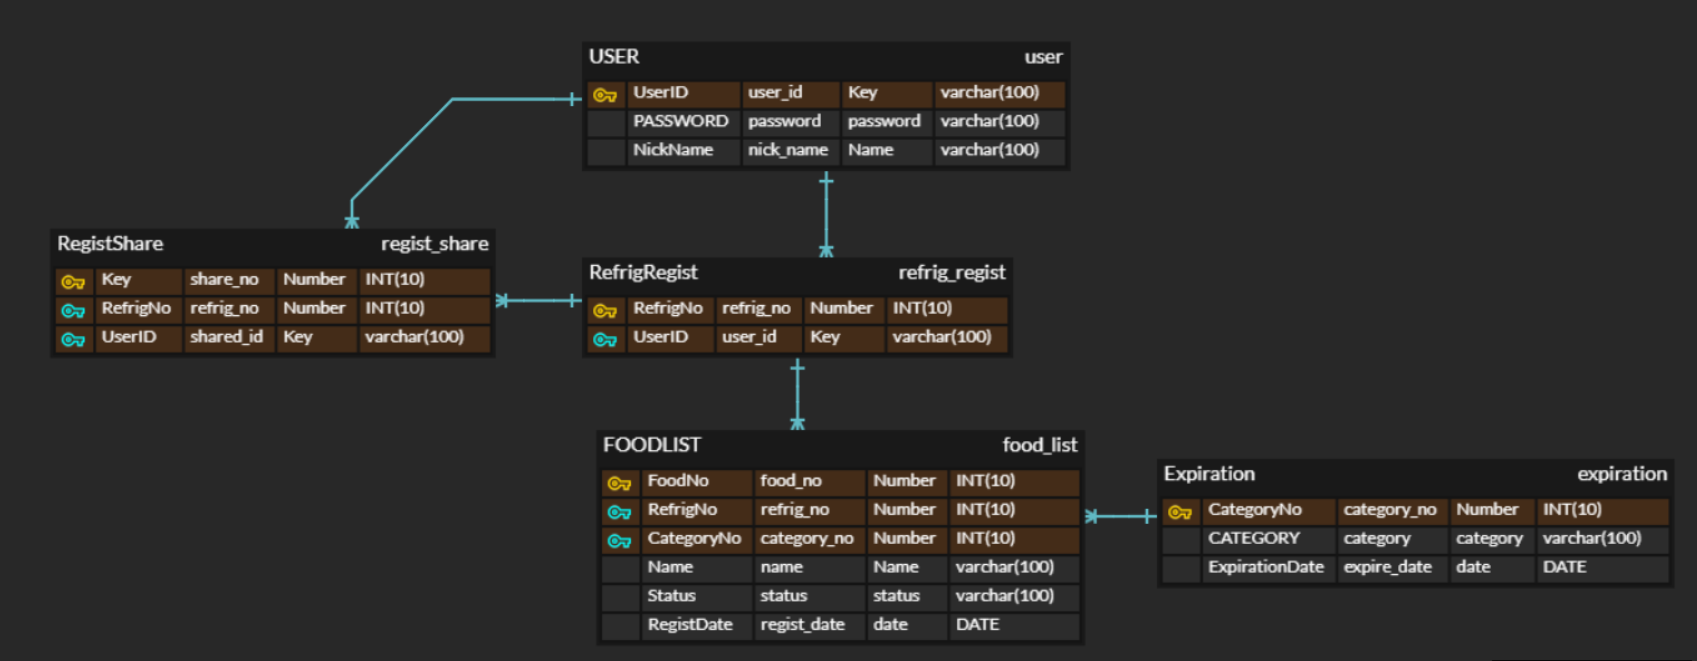 USER user
UserID user_id Key varchar(100)
PASSWORD password password varchar(100)
NickName nick_name Name varchar(100)
RegistShare regist_share
Key share_no Number INT(10)
RefrigNo refrig_no Number INT(10)
UserID shared_id Key varchar(100)
RefrigRegist refrig_regist
RefrigNo refrig_no Number INT(10)
UserID user_id Key varchar(100)
FOODLIST food_list
FoodNo food_no Number INT(10)
RefrigNo refrig_no Number INT(10)
CategoryNo category_no Number INT(10)
Name name Name varchar(100)
Status status status varchar(100)
RegistDate regist_date date DATE
Expiration expiration
CategoryNo category_no Number INT(10)
CATEGORY category category varchar(100)
ExpirationDate expire_date date DATE